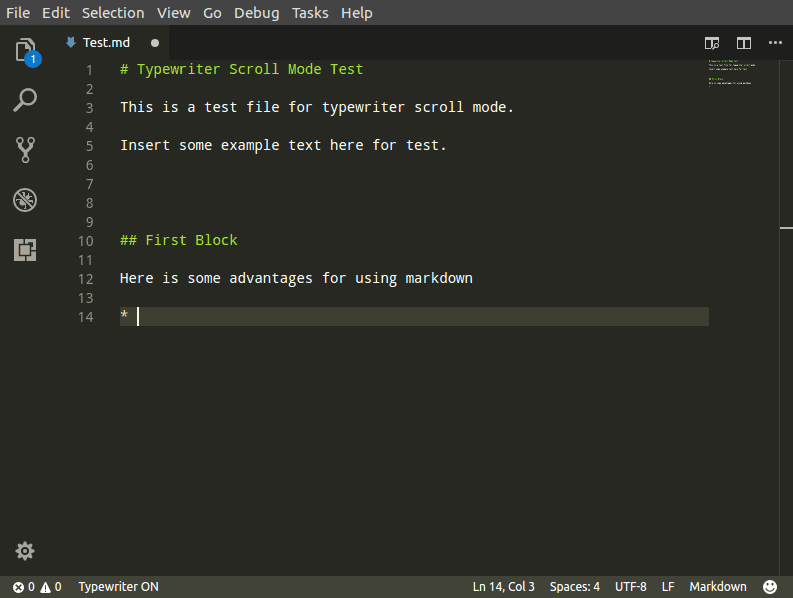 File Edit Selection View Go Debug Tasks Help
1
Test.md
1 # Typewriter Scroll Mode Test
2
3 This is a test file for typewriter scroll mode.
4
5 Insert some example text here for test.
6
7
8
9
10 ## First Block
11
12 Here is some advantages for using markdown
13
14 *
0 0 Typewriter ON Ln 14, Col 3 Spaces: 4 UTF-8 LF Markdown